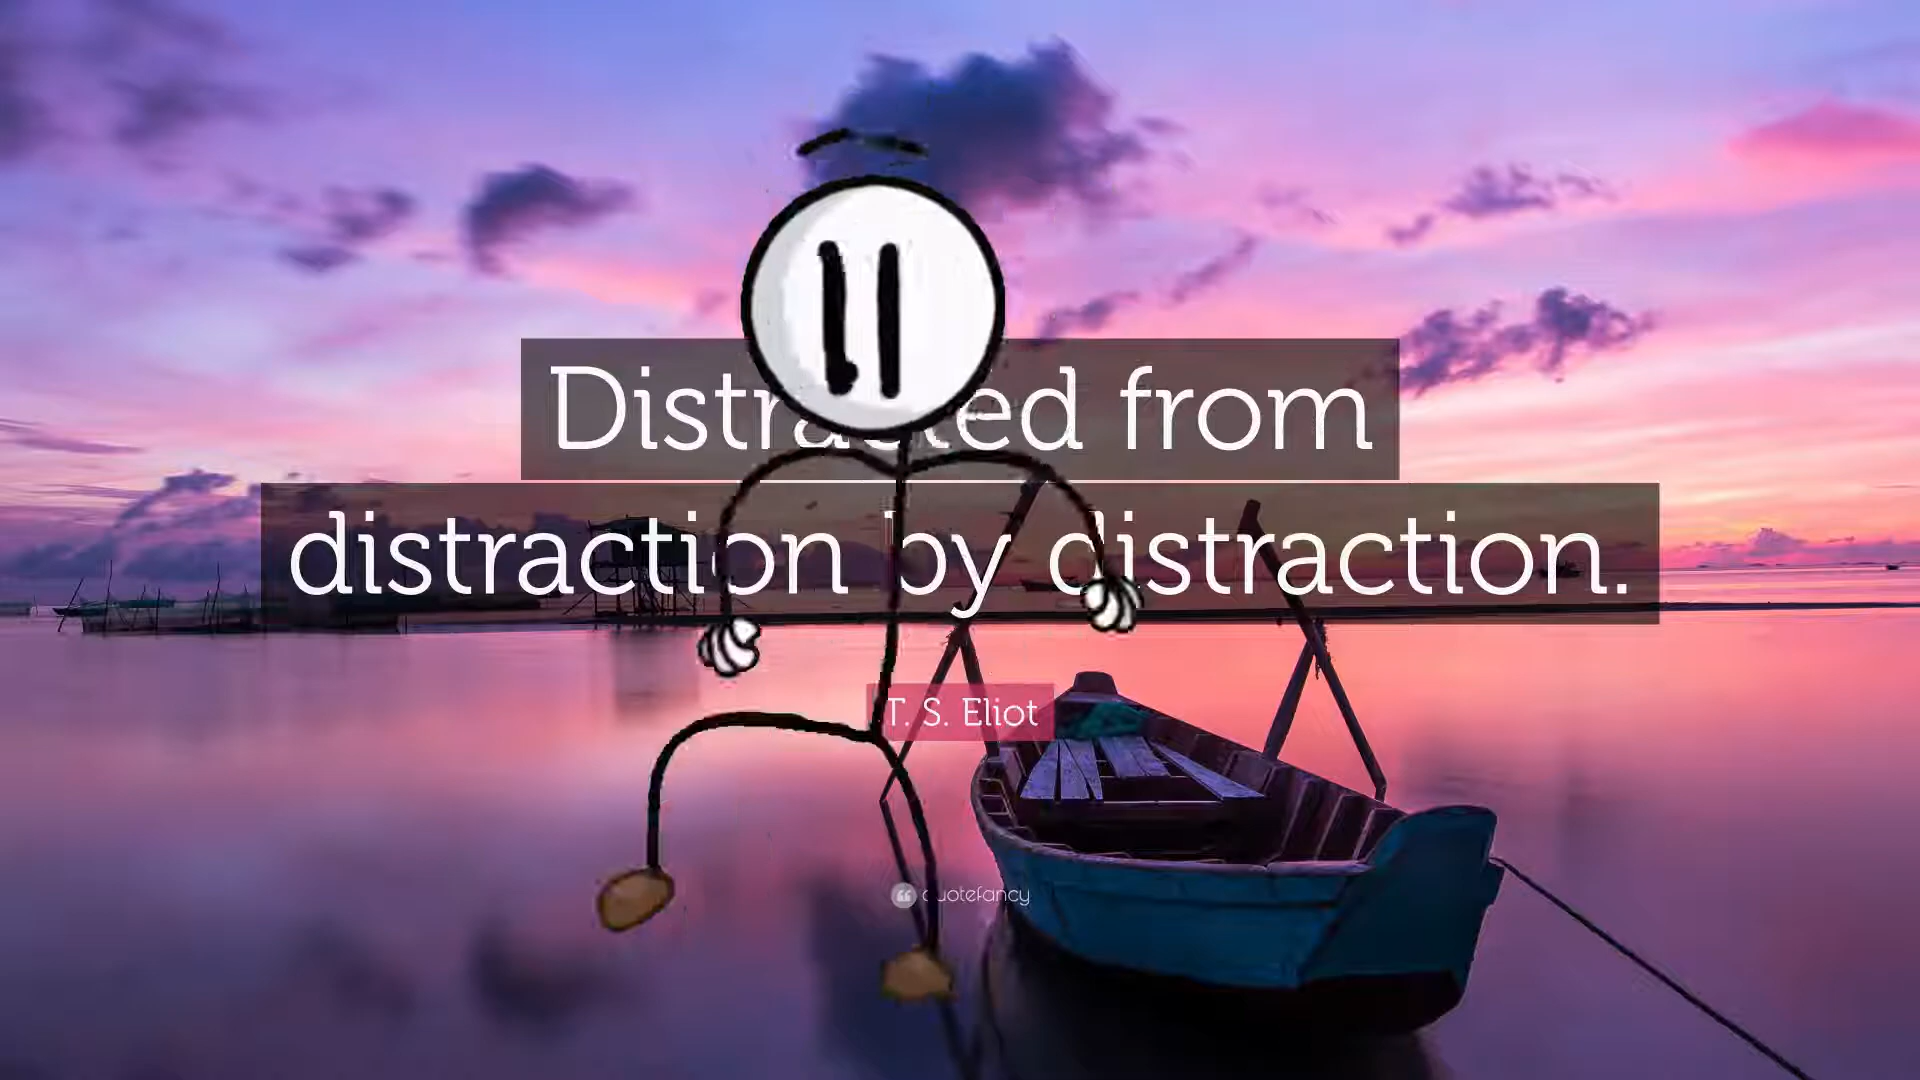 Distracted from
distraction by distraction.
T. S. Eliot
quotefancy